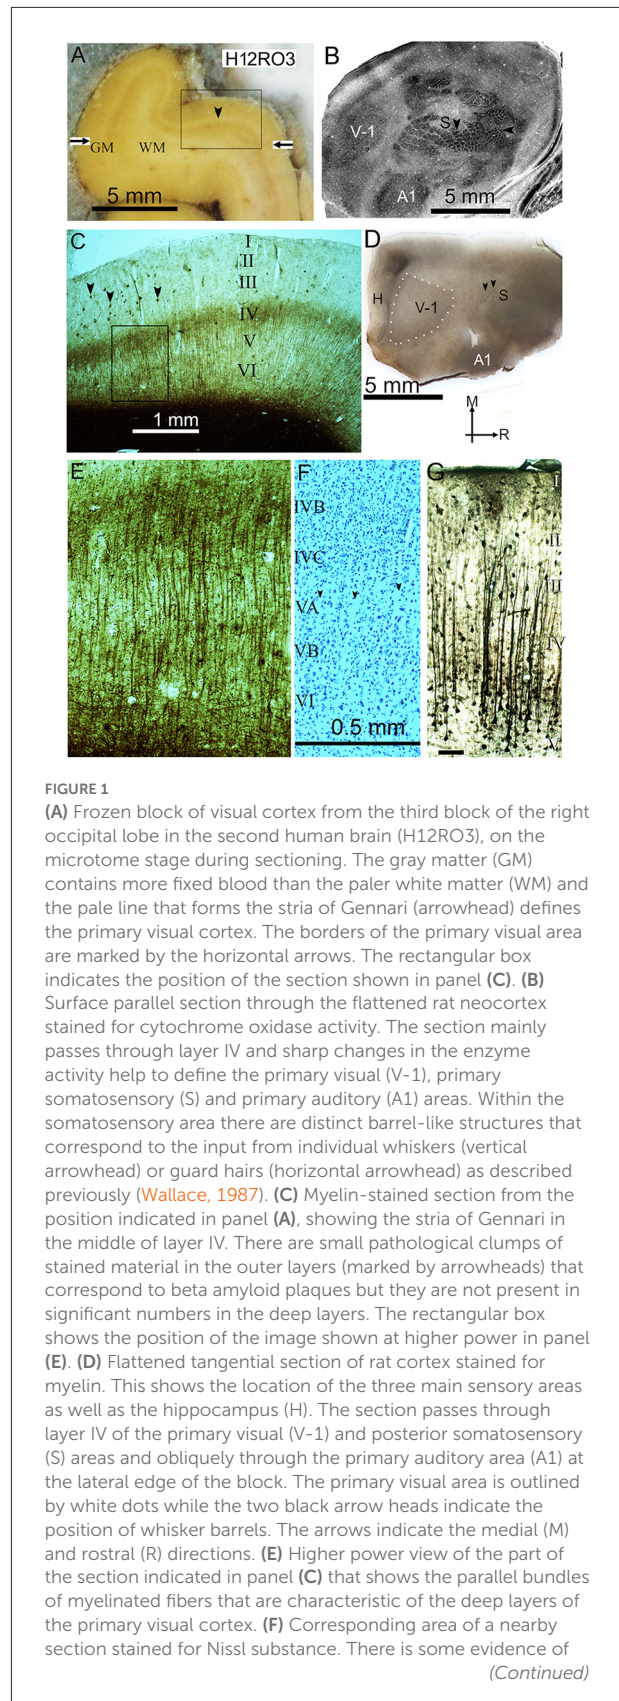 A
H12RO3
GM
WM
5 mm
B
V-1
S
A1
5 mm
C
I
II
III
IV
V
VI
1 mm
D
H
V-1
S
A1
5 mm
M
R
E
F
IVB
IVC
VA
VB
VI
0.5 mm
G
I
II
III
IV
V
FIGURE 1
(A) Frozen block of visual cortex from the third block of the right
occipital lobe in the second human brain (H12RO3), on the
microtome stage during sectioning. The gray matter (GM)
contains more fixed blood than the paler white matter (WM) and
the pale line that forms the stria of Gennari (arrowhead) defines
the primary visual cortex. The borders of the primary visual area
are marked by the horizontal arrows. The rectangular box
indicates the position of the section shown in panel (C). (B)
Surface parallel section through the flattened rat neocortex
stained for cytochrome oxidase activity. The section mainly
passes through layer IV and sharp changes in the enzyme
activity help to define the primary visual (V-1), primary
somatosensory (S) and primary auditory (A1) areas. Within the
somatosensory area there are distinct barrel-like structures that
correspond to the input from individual whiskers (vertical
arrowhead) or guard hairs (horizontal arrowhead) as described
previously (Wallace, 1987). (C) Myelin-stained section from the
position indicated in panel (A), showing the stria of Gennari in
the middle of layer IV. There are small pathological clumps of
stained material in the outer layers (marked by arrowheads) that
correspond to beta amyloid plaques but they are not present in
significant numbers in the deep layers. The rectangular box
shows the position of the image shown at higher power in panel
(E). (D) Flattened tangential section of rat cortex stained for
myelin. This shows the location of the three main sensory areas
as well as the hippocampus (H). The section passes through
layer IV of the primary visual (V-1) and posterior somatosensory
(S) areas and obliquely through the primary auditory area (A1) at
the lateral edge of the block. The primary visual area is outlined
by white dots while the two black arrow heads indicate the
position of whisker barrels. The arrows indicate the medial (M)
and rostral (R) directions. (E) Higher power view of the part of
the section indicated in panel (C) that shows the parallel bundles
of myelinated fibers that are characteristic of the deep layers of
the primary visual cortex. (F) Corresponding area of a nearby
section stained for Nissl substance. There is some evidence of
(Continued)